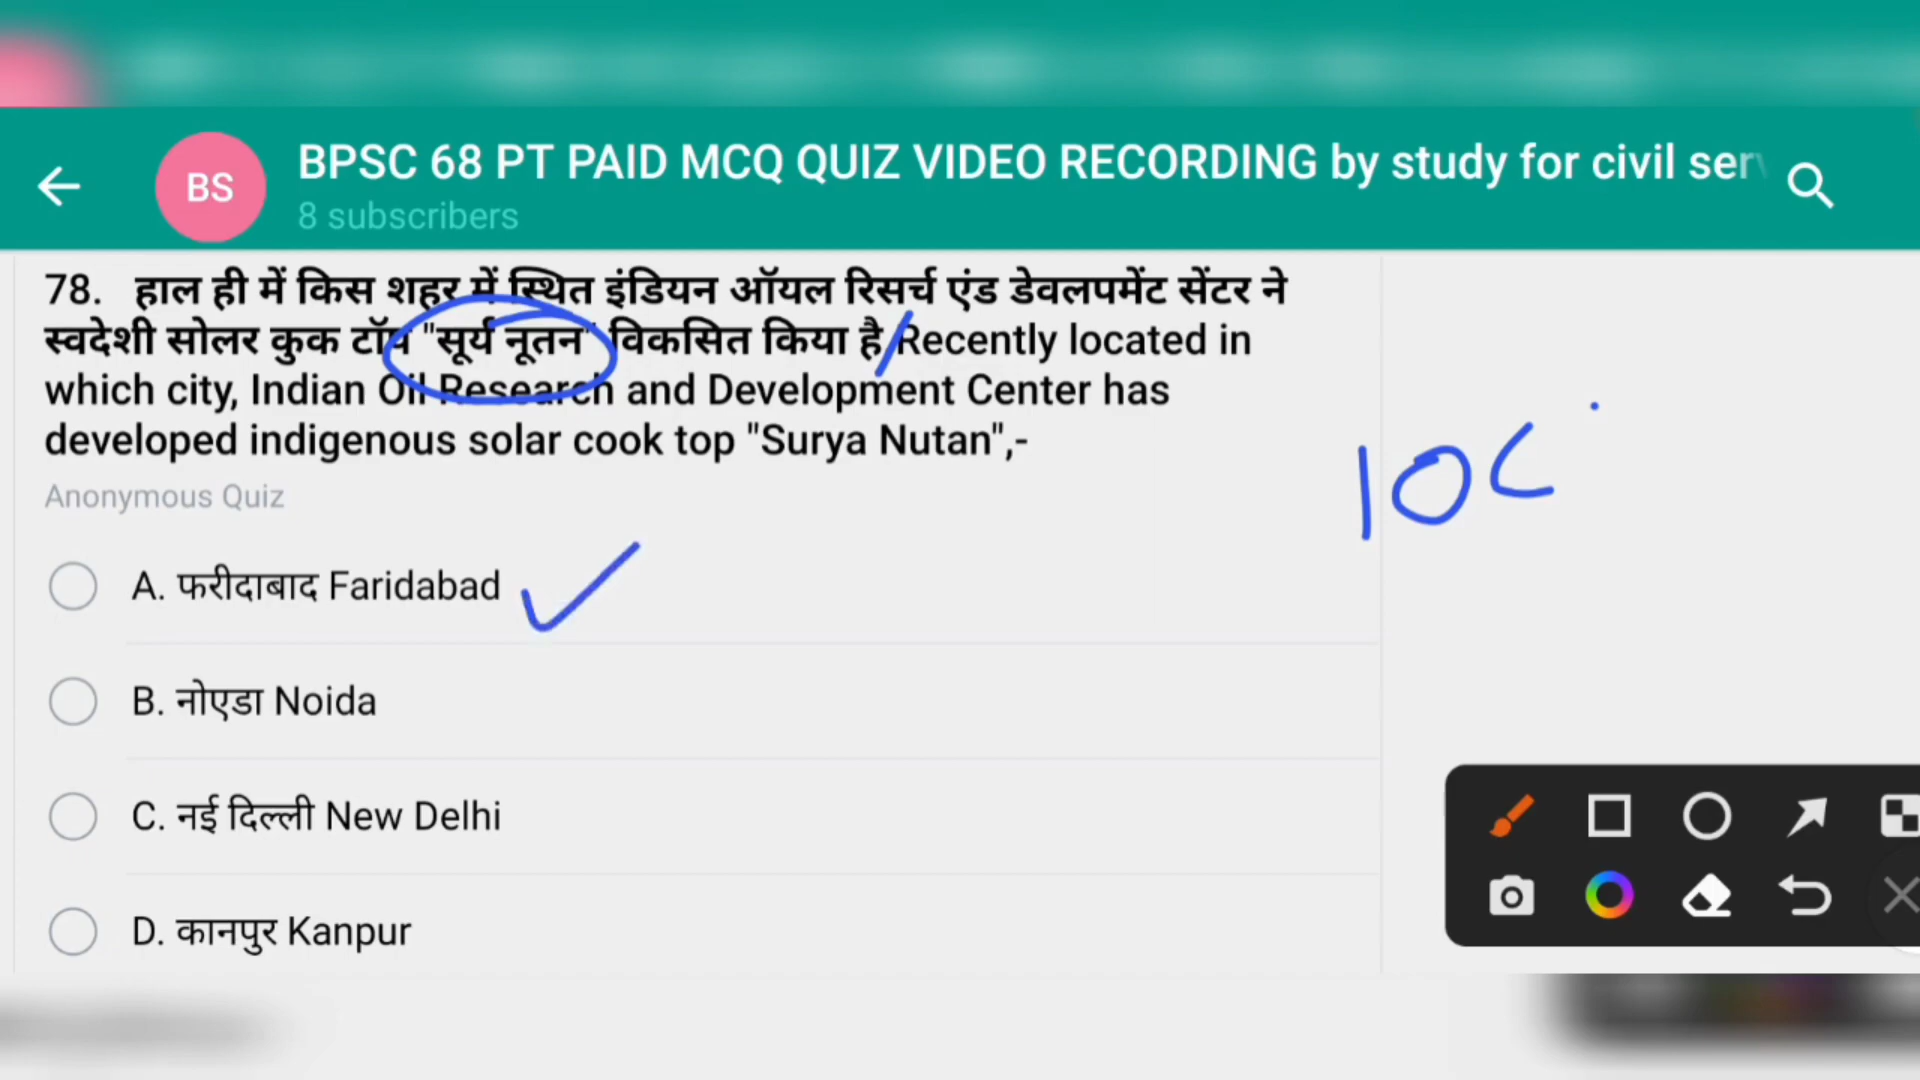 BPSC 68 PT PAID MCQ QUIZ VIDEO RECORDING by study for civil serv
BS
8 subscribers
78. हाल ही में किस शहर में स्थित इंडियन ऑयल रिसर्च एंड डेवलपमेंट सेंटर ने
स्वदेशी सोलर कुक टॉप "सूर्य नूतन" विकसित किया है/Recently located in
which city, Indian Oil Research and Development Center has
developed indigenous solar cook top "Surya Nutan",-
IOC
Anonymous Quiz
A. फरीदाबाद Faridabad
B. नोएडा Noida
C. नई दिल्ली New Delhi
D. कानपुर Kanpur